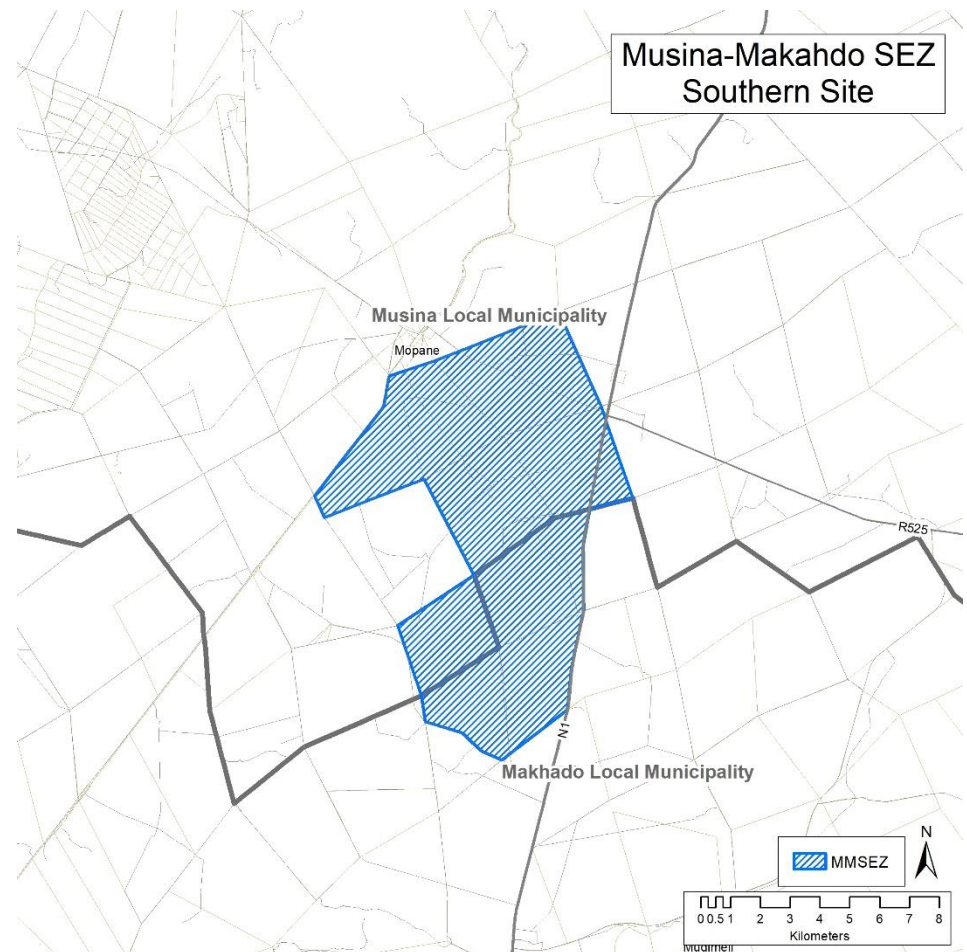 Musina-Makahdo SEZ
Southern Site
Musina Local Municipality
Mopane
R525
N1
Makhado Local Municipality
MMSEZ
N
0 0.5 1 2 3 4 5 6 7 8
Kilometers